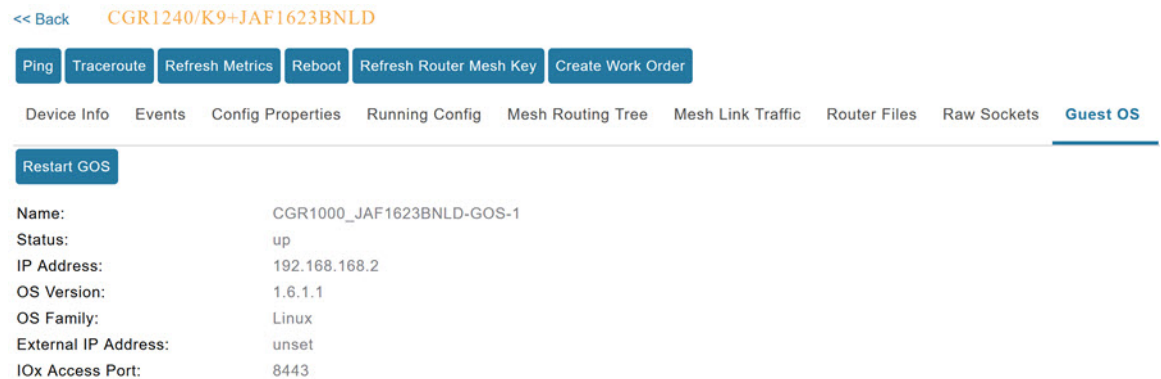 << Back CGR1240/K9+JAF1623BNLD
Ping Traceroute Refresh Metrics Reboot Refresh Router Mesh Key Create Work Order
Device Info Events Config Properties Running Config Mesh Routing Tree Mesh Link Traffic Router Files Raw Sockets Guest OS
Restart GOS
Name: CGR1000_JAF1623BNLD-GOS-1
Status: up
IP Address: 192.168.168.2
OS Version: 1.6.1.1
OS Family: Linux
External IP Address: unset
IOx Access Port: 8443